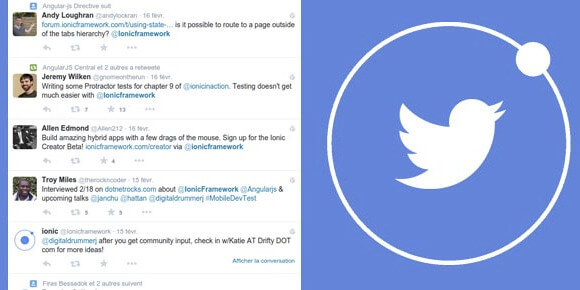 Angular-js Directive suit
Andy Loughran @andylockran · 16 févr.
forum.ionicframework.com/t/using-state-… is it possible to route to a page outside
of the tabs hierarchy? @Ionicframework
AngularJS Central et 2 autres a retweeté
Jeremy Wilken @gnomeontherun · 16 févr.
Writing some Protractor tests for chapter 9 of @ionicinaction. Testing doesn't get
much easier with @Ionicframework
7 13
Allen Edmond @Allen212 · 16 févr.
Build amazing hybrid apps with a few drags of the mouse. Sign up for the Ionic
Creator Beta! ionicframework.com/creator via @ionicframework
4
Troy Miles @therockncoder · 15 févr.
Interviewed 2/18 on dotnetrocks.com about @IonicFramework @Angularjs &
upcoming talks @janchu @hattan @digitaldrummerj #MobileDevTest
5 5
ionic @ionicframework · 15 févr.
@digitaldrummerj after you get community input, check in w/Katie AT Drifty DOT
com for more ideas!
Afficher la conversation
Firas Bessadok et 2 autres suivent